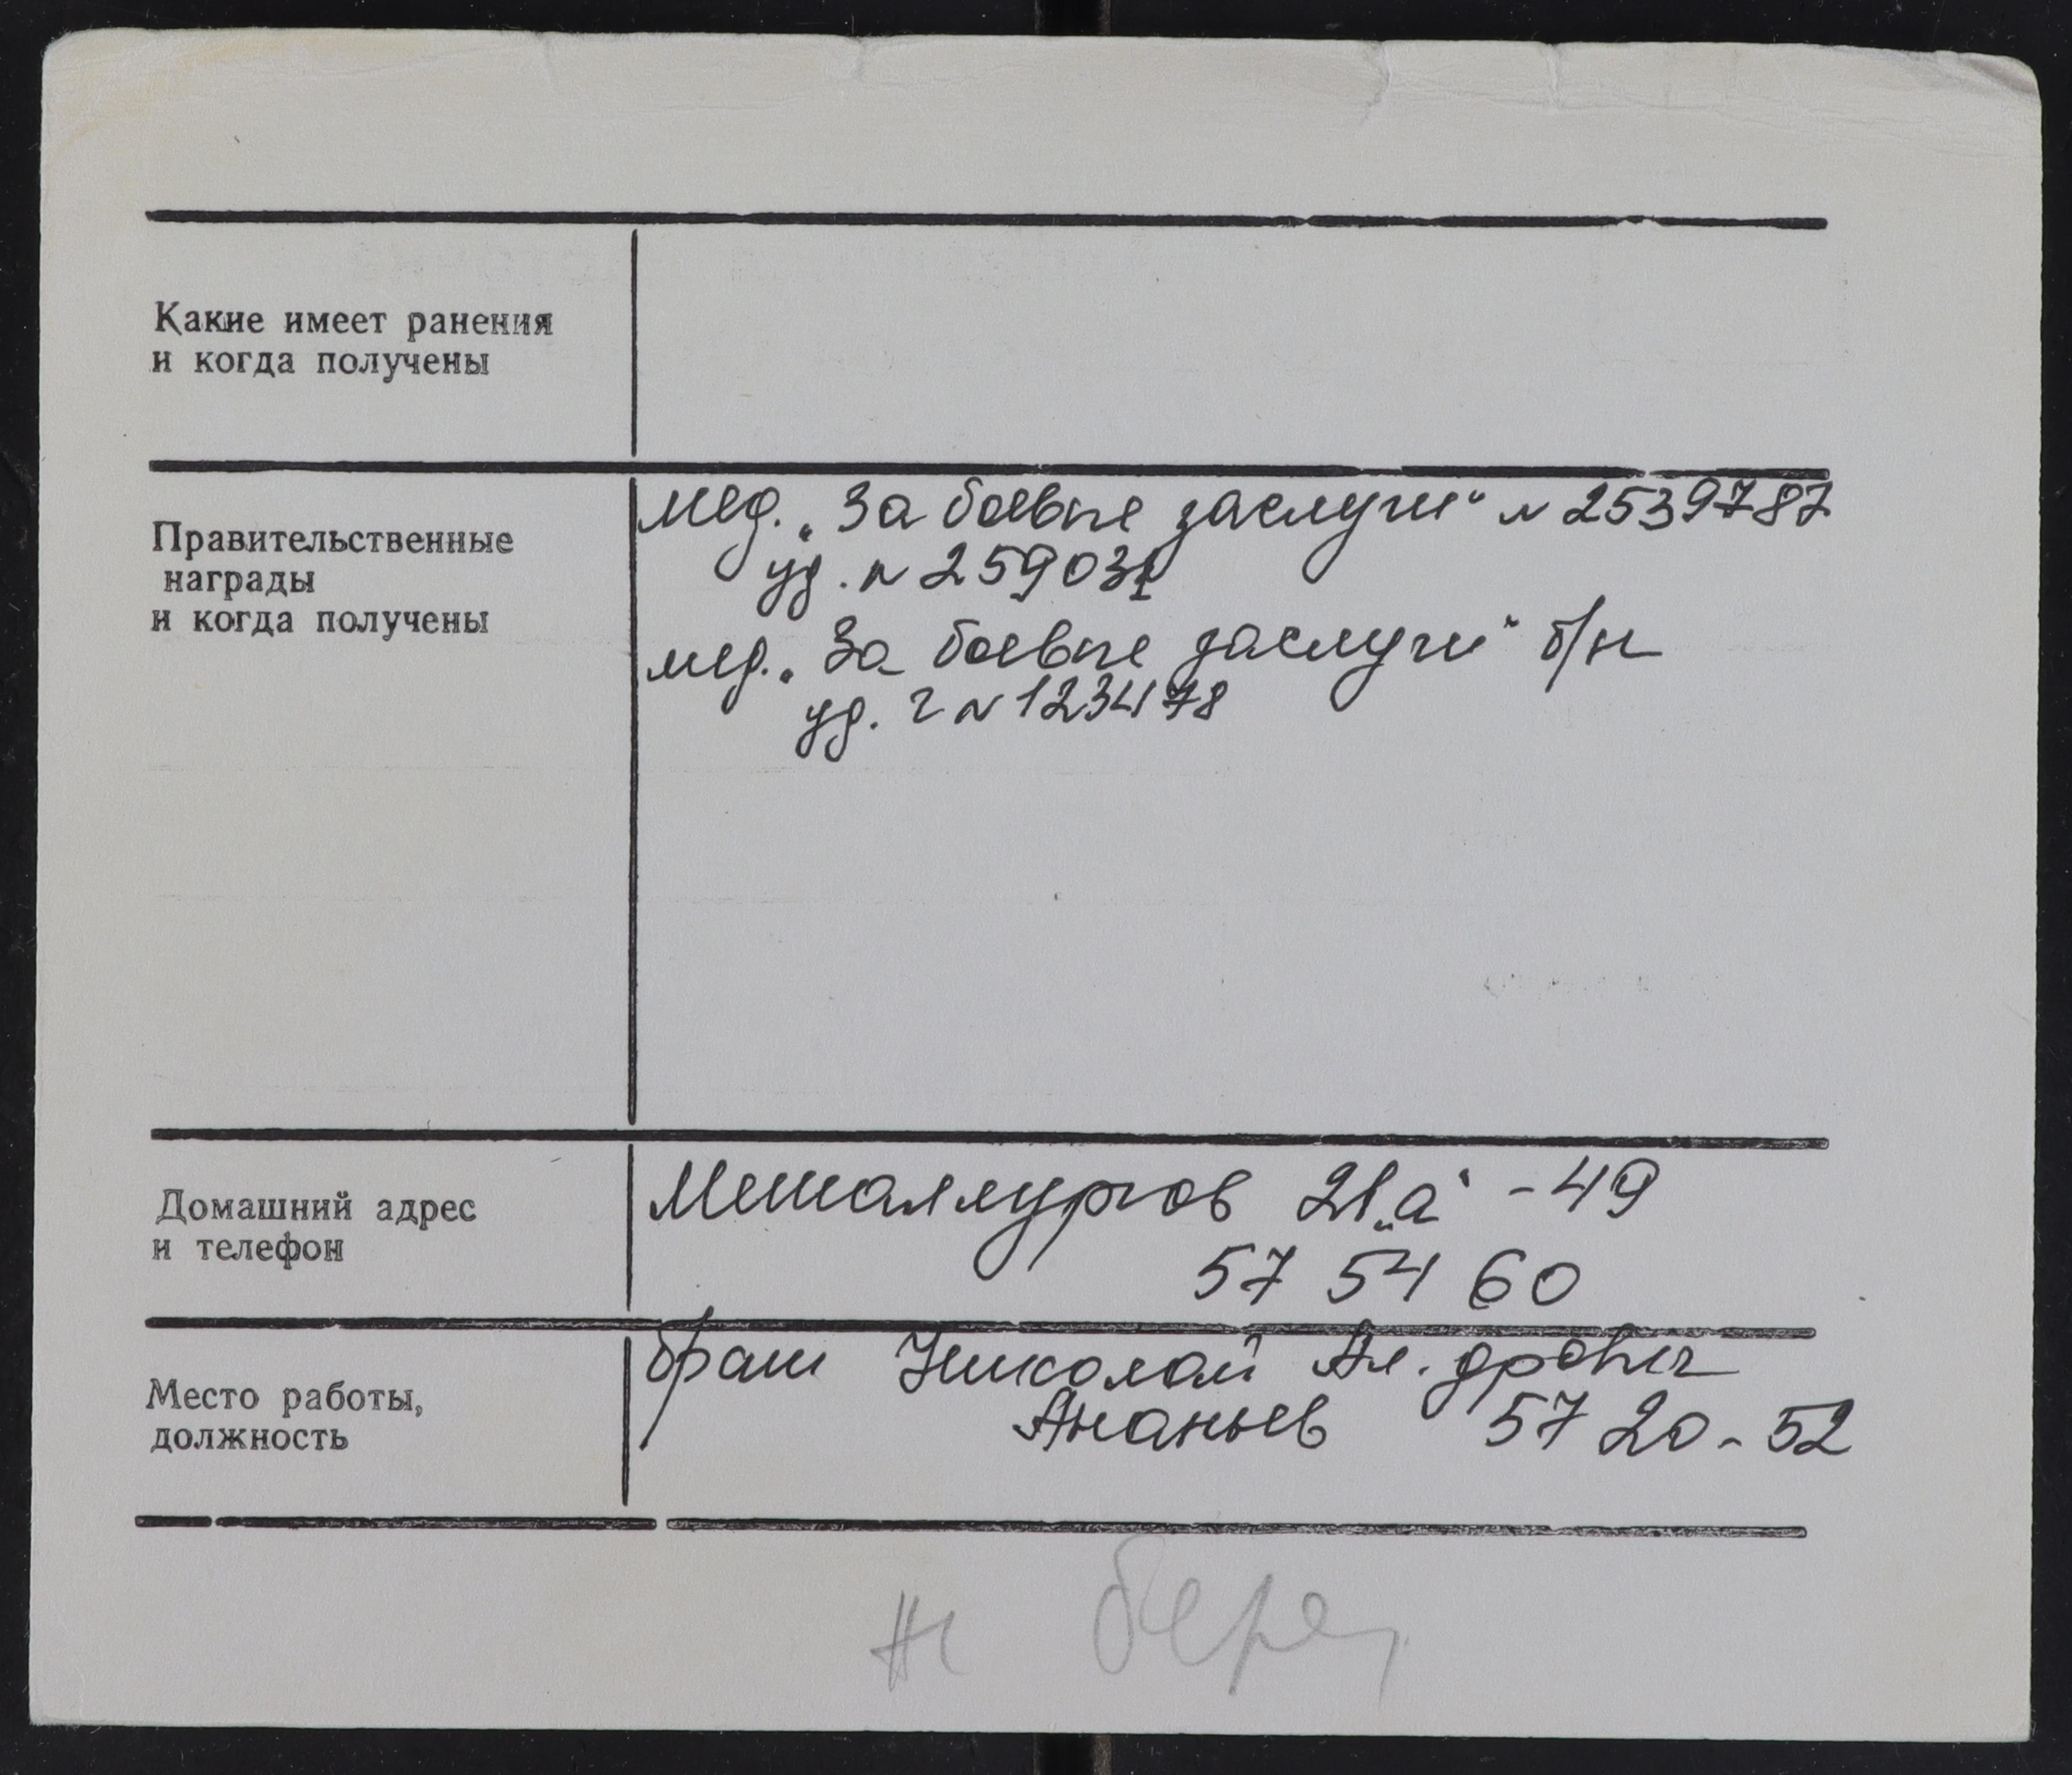 Какие имеет ранения
и когда получены
Правительственные
награды
и когда получены
мед. „За боевые заслуги“ № 2539787
уд. № 259031
мед. „За боевые заслуги“ б/н
уд. Г № 123478
Домашний адрес
и телефон
Металлургов 21„а“ - 49
57 54 60
Место работы,
должность
брат Николай Ал.дрович
Ананьев 57 20-52